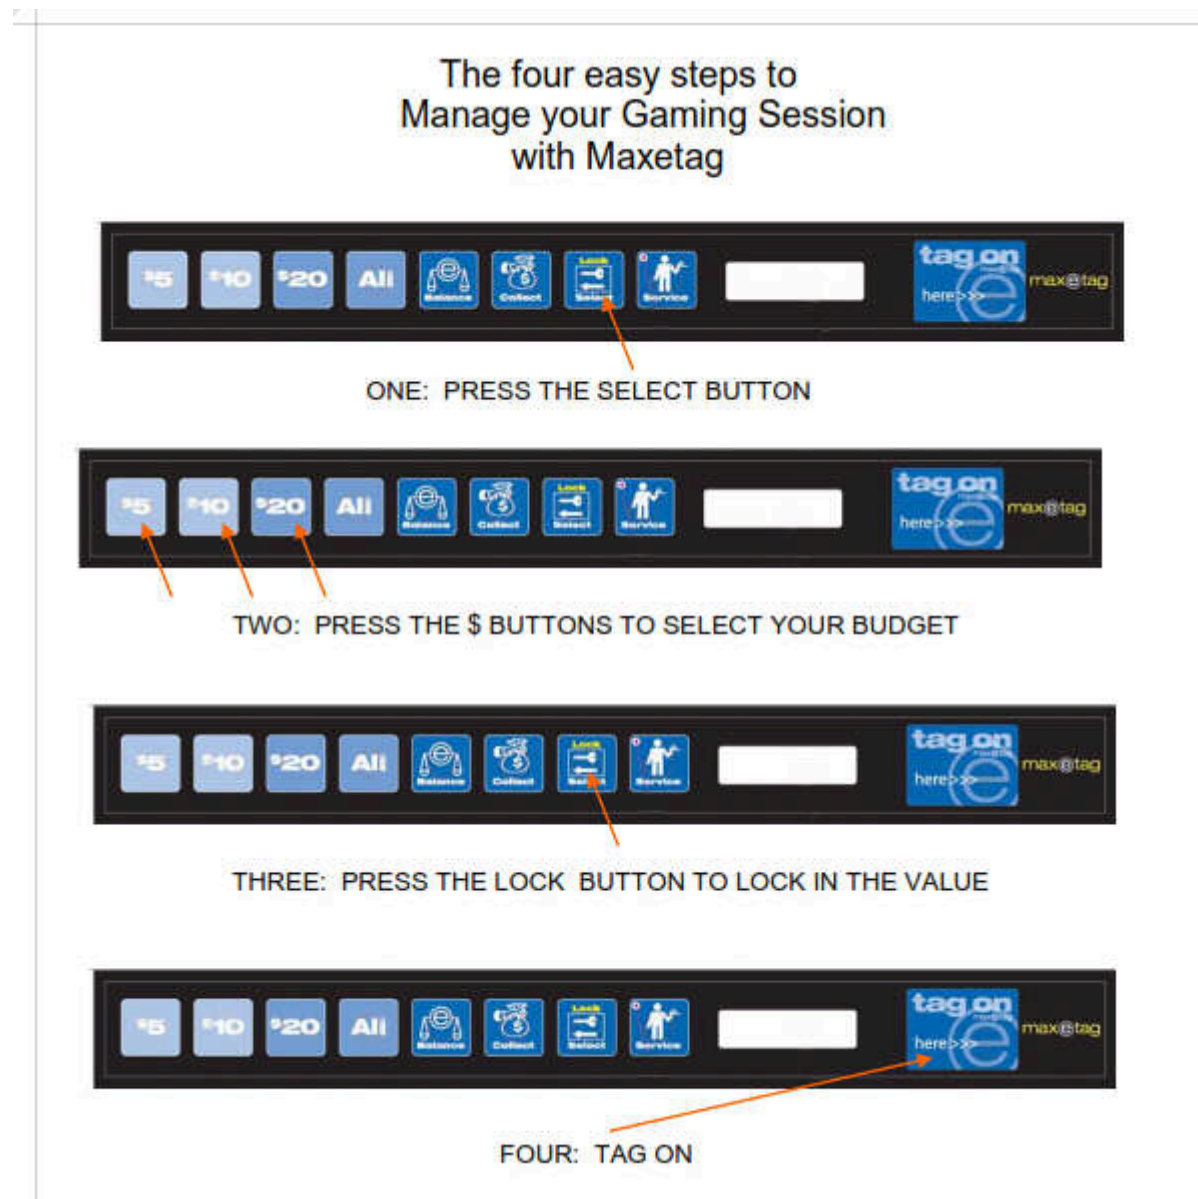 The four easy steps to
Manage your Gaming Session
with Maxetag
$5 $10 $20 All Balance Collect Lock Select Service tag on here>>> max@tag
ONE: PRESS THE SELECT BUTTON
$5 $10 $20 All Balance Collect Lock Select Service tag on here>>> max@tag
TWO: PRESS THE $ BUTTONS TO SELECT YOUR BUDGET
$5 $10 $20 All Balance Collect Lock Select Service tag on here>>> max@tag
THREE: PRESS THE LOCK BUTTON TO LOCK IN THE VALUE
$5 $10 $20 All Balance Collect Lock Select Service tag on here>>> max@tag
FOUR: TAG ON